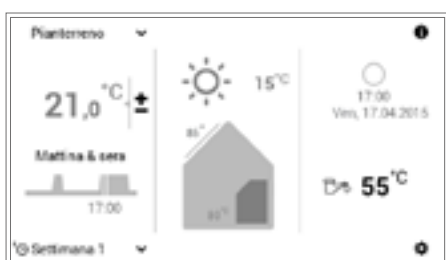 Pianterreno
21,0 °C ±
Mattina & sera
17:00
Settimana 1
15°C
17:00
Ven, 17.04.2015
55°C